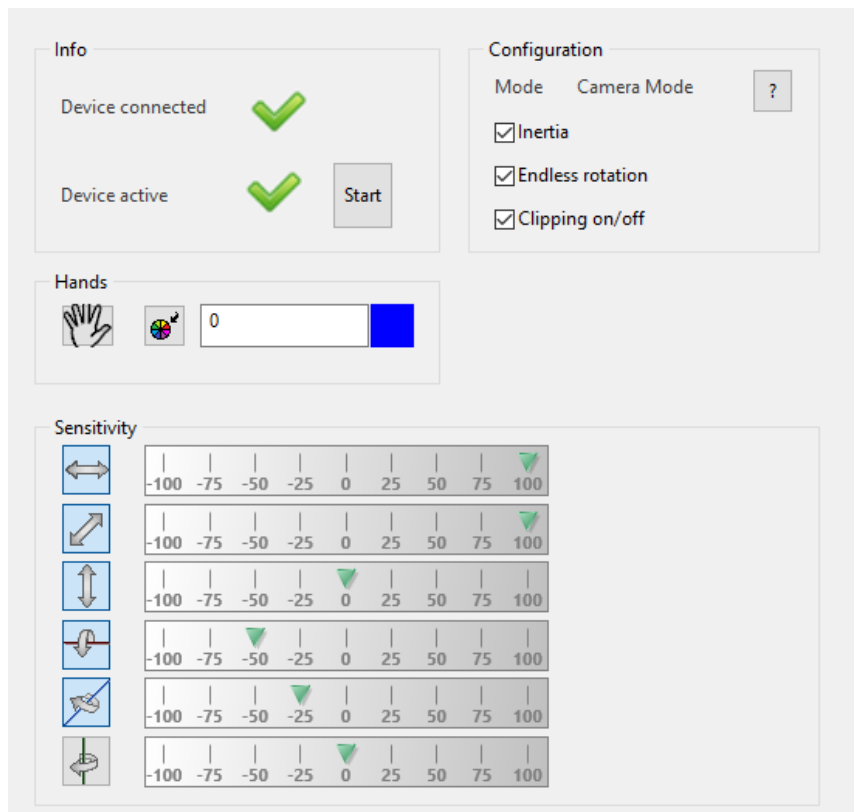 Info
Device connected
Device active
Start
Configuration
Mode Camera Mode ?
Inertia
Endless rotation
Clipping on/off
Hands
0
Sensitivity
-100 -75 -50 -25 0 25 50 75 100
-100 -75 -50 -25 0 25 50 75 100
-100 -75 -50 -25 0 25 50 75 100
-100 -75 -50 -25 0 25 50 75 100
-100 -75 -50 -25 0 25 50 75 100
-100 -75 -50 -25 0 25 50 75 100